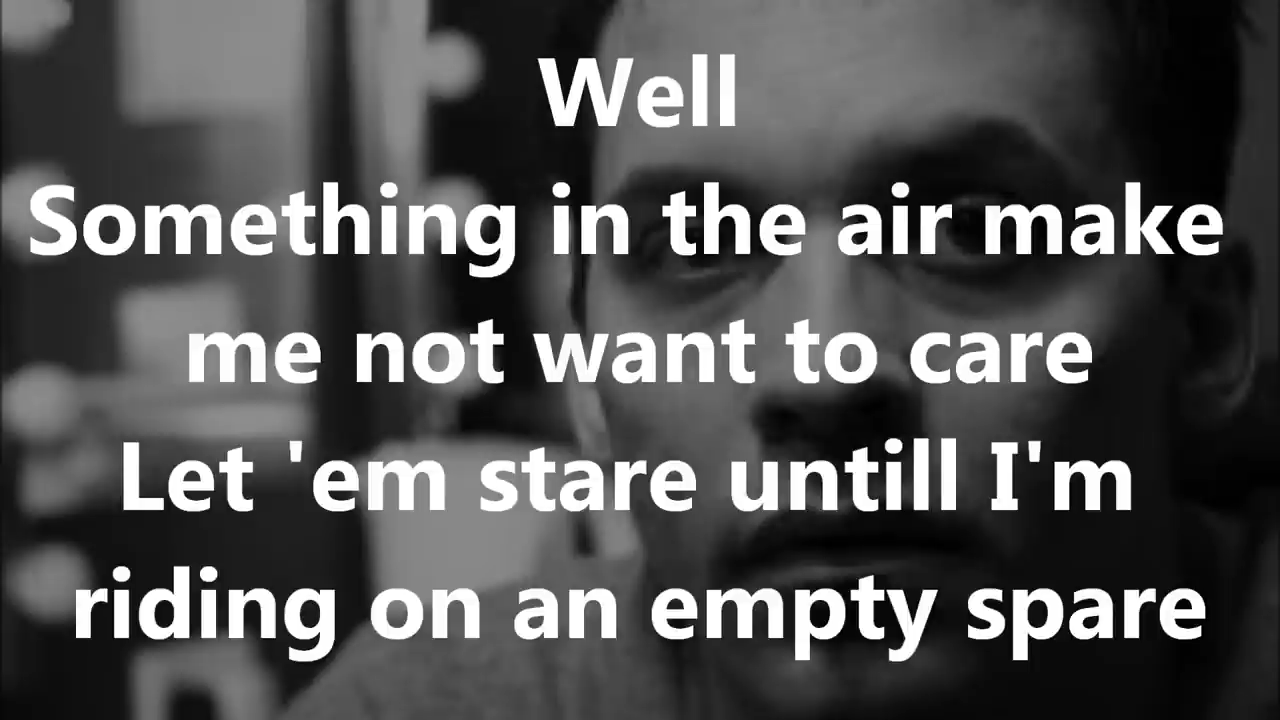 Well
Something in the air make
me not want to care
Let 'em stare untill I'm
riding on an empty spare